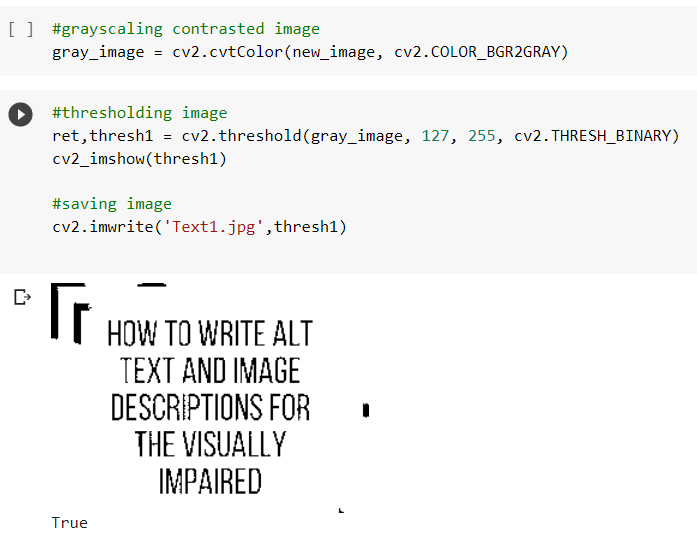 [ ] #grayscaling contrasted image
gray_image = cv2.cvtColor(new_image, cv2.COLOR_BGR2GRAY)
#thresholding image
ret,thresh1 = cv2.threshold(gray_image, 127, 255, cv2.THRESH_BINARY)
cv2_imshow(thresh1)
#saving image
cv2.imwrite('Text1.jpg',thresh1)
HOW TO WRITE ALT
TEXT AND IMAGE
DESCRIPTIONS FOR
THE VISUALLY
IMPAIRED
True